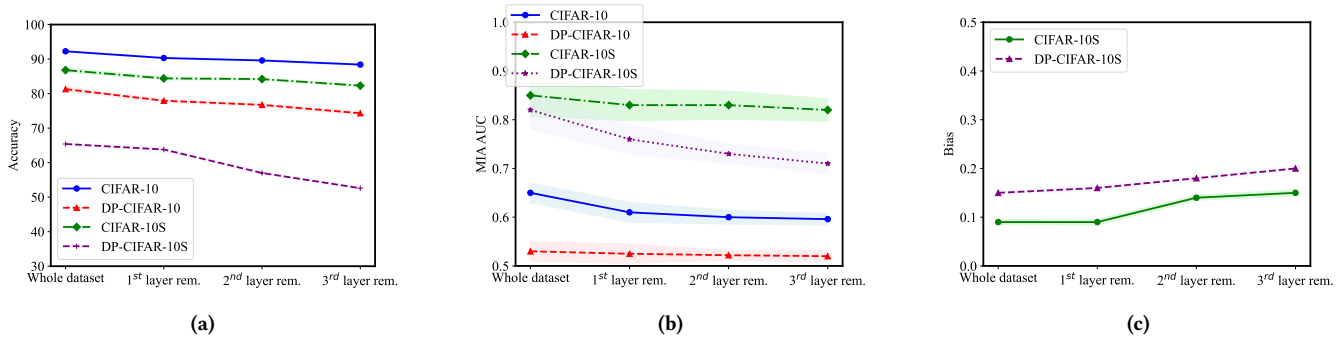 100
90
80
70
60
50
40
30
Accuracy
CIFAR-10
DP-CIFAR-10
CIFAR-10S
DP-CIFAR-10S
Whole dataset 1st layer rem. 2nd layer rem. 3rd layer rem.
(a)
1.0
0.9
0.8
0.7
0.6
0.5
MIA AUC
CIFAR-10
DP-CIFAR-10
CIFAR-10S
DP-CIFAR-10S
Whole dataset 1st layer rem. 2nd layer rem. 3rd layer rem.
(b)
0.5
0.4
0.3
0.2
0.1
0.0
Bias
CIFAR-10S
DP-CIFAR-10S
Whole dataset 1st layer rem. 2nd layer rem. 3rd layer rem.
(c)